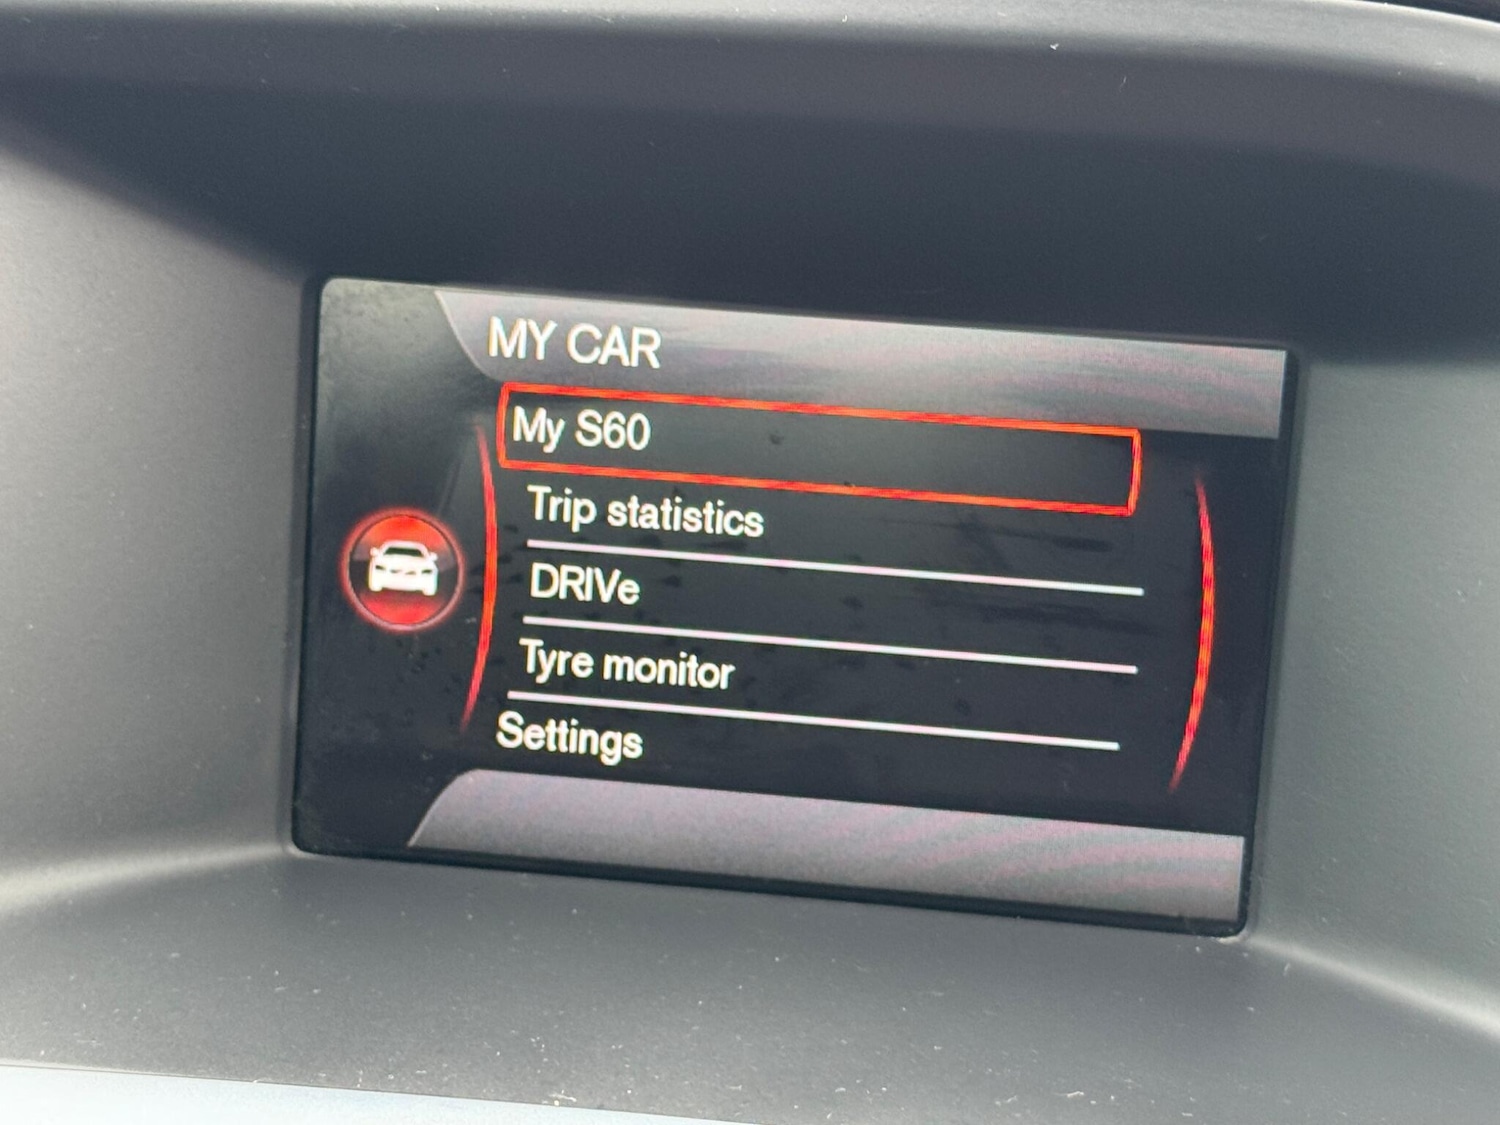 MY CAR
My S60
Trip statistics
DRIVe
Tyre monitor
Settings